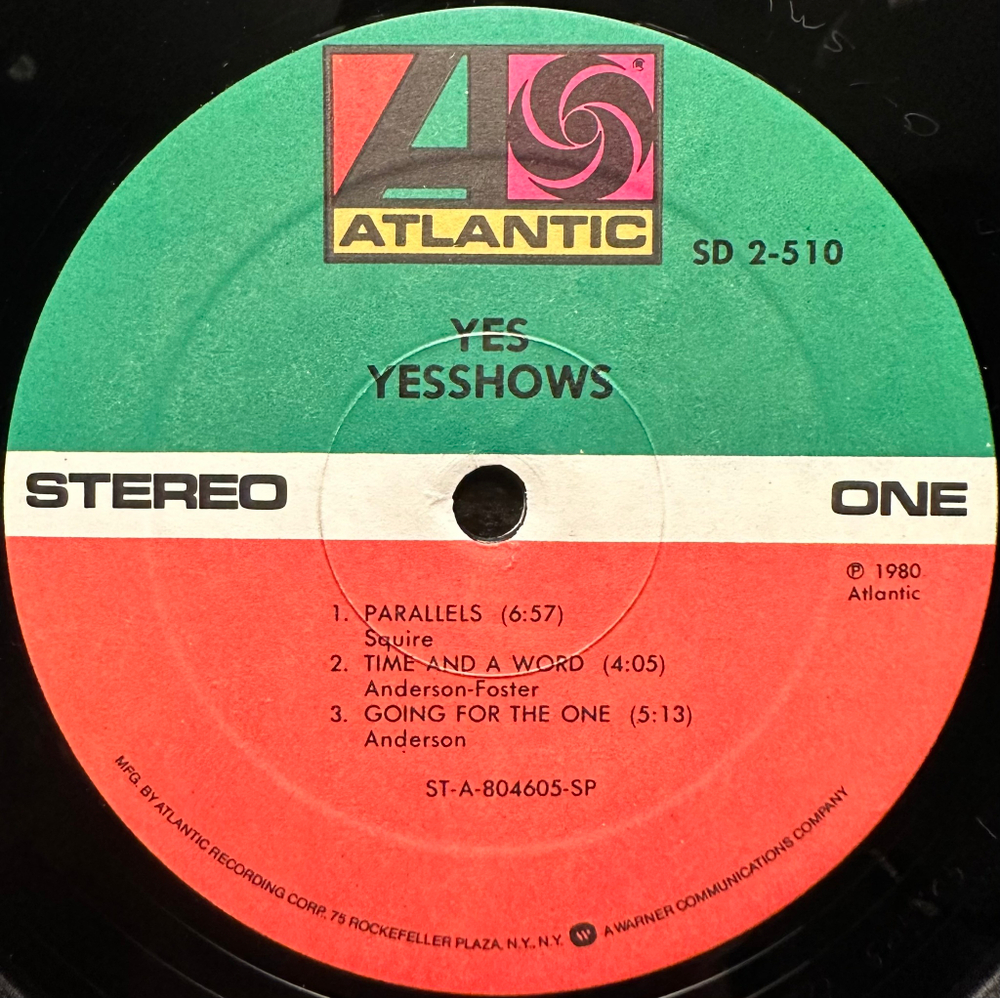 ATLANTIC
®
SD 2-510
YES
YESSHOWS
STEREO
ONE
℗ 1980
Atlantic
1. PARALLELS (6:57)
Squire
2. TIME AND A WORD (4:05)
Anderson-Foster
3. GOING FOR THE ONE (5:13)
Anderson
ST-A-804605-SP
MFG. BY ATLANTIC RECORDING CORP. 75 ROCKEFELLER PLAZA, N.Y., N.Y. A WARNER COMMUNICATIONS COMPANY